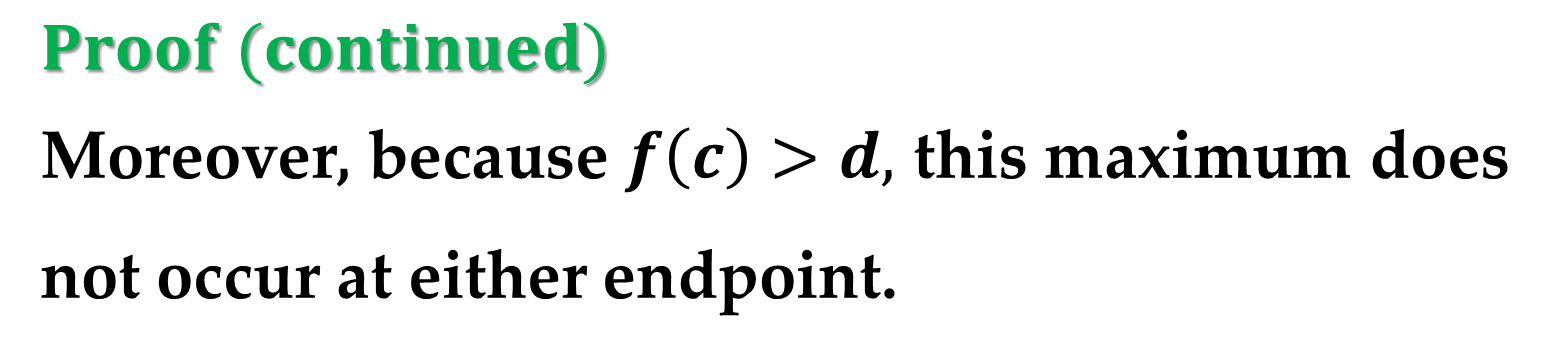 Proof (continued)
Moreover, because f(c) > d, this maximum does
not occur at either endpoint.